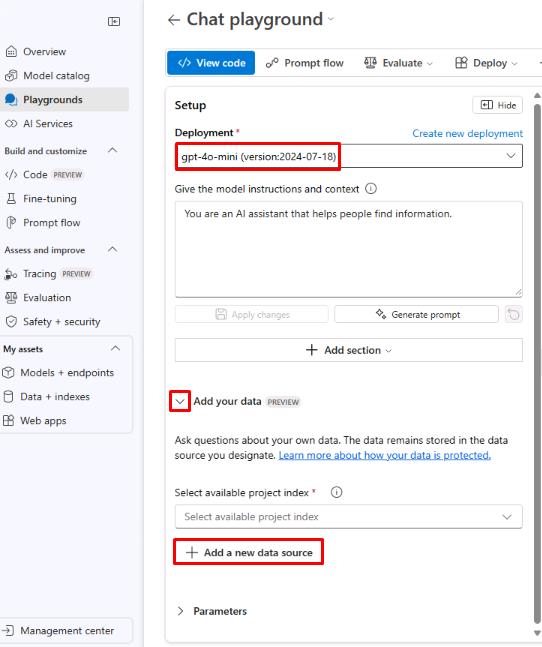 Chat playground
Overview
Model catalog
Playgrounds
AI Services
Build and customize
Code PREVIEW
Fine-tuning
Prompt flow
Assess and improve
Tracing PREVIEW
Evaluation
Safety + security
My assets
Models + endpoints
Data + indexes
Web apps
Management center
View code
Prompt flow
Evaluate
Deploy
Setup
Hide
Deployment *
Create new deployment
gpt-4o-mini (version:2024-07-18)
Give the model instructions and context
You are an AI assistant that helps people find information.
Apply changes
Generate prompt
Add section
Add your data PREVIEW
Ask questions about your own data. The data remains stored in the data
source you designate. Learn more about how your data is protected.
Select available project index *
Select available project index
Add a new data source
Parameters